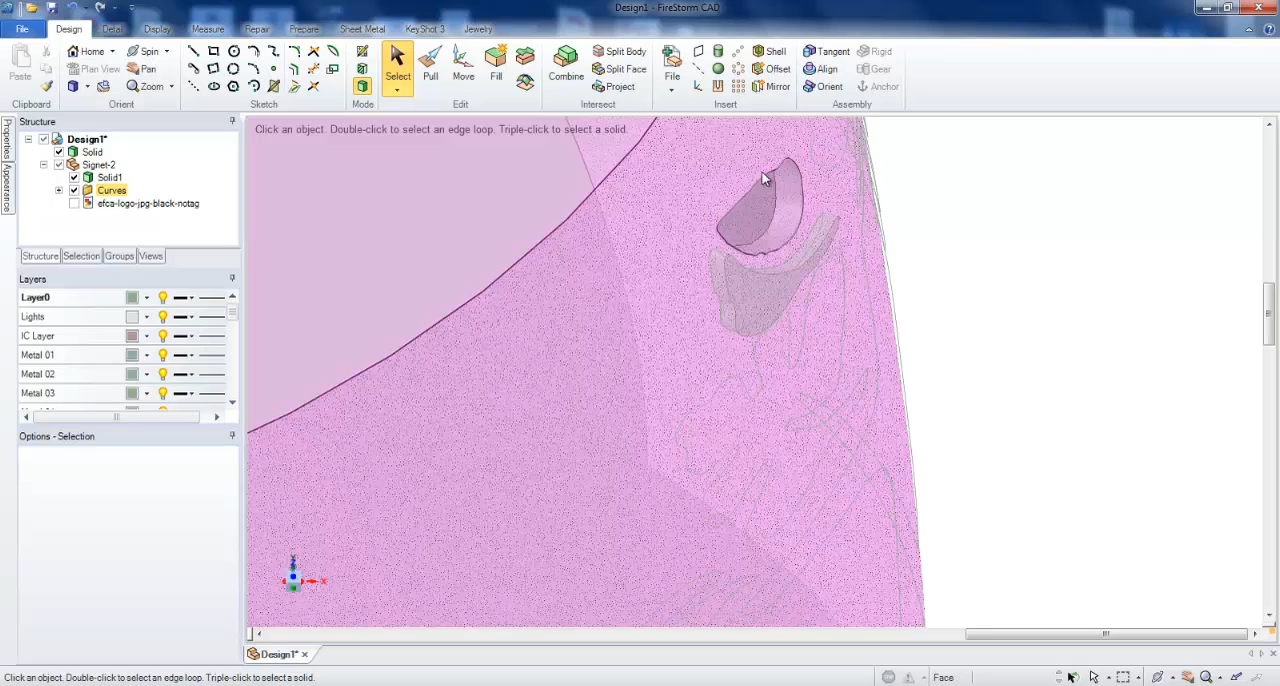 Design1 - FireStorm CAD
File Design Detail Display Measure Repair Prepare Sheet Metal KeyShot 3 Jewelry
Home Spin
Plan View Pan
Zoom
Paste
Select Pull Move Fill
Combine
Split Body
Split Face
Project
File
Shell
Offset
Mirror
Tangent Rigid
Align Gear
Orient Anchor
Clipboard Orient Sketch Mode Edit Intersect Insert Assembly
Properties
Appearance
Structure
Design1*
Solid
Signet-2
Solid1
Curves
efca-logo-jpg-black-notag
Structure Selection Groups Views
Layers
Layer0
Lights
IC Layer
Metal 01
Metal 02
Metal 03
Options - Selection
Click an object. Double-click to select an edge loop. Triple-click to select a solid.
X
Design1*
Click an object. Double-click to select an edge loop. Triple-click to select a solid.
Face